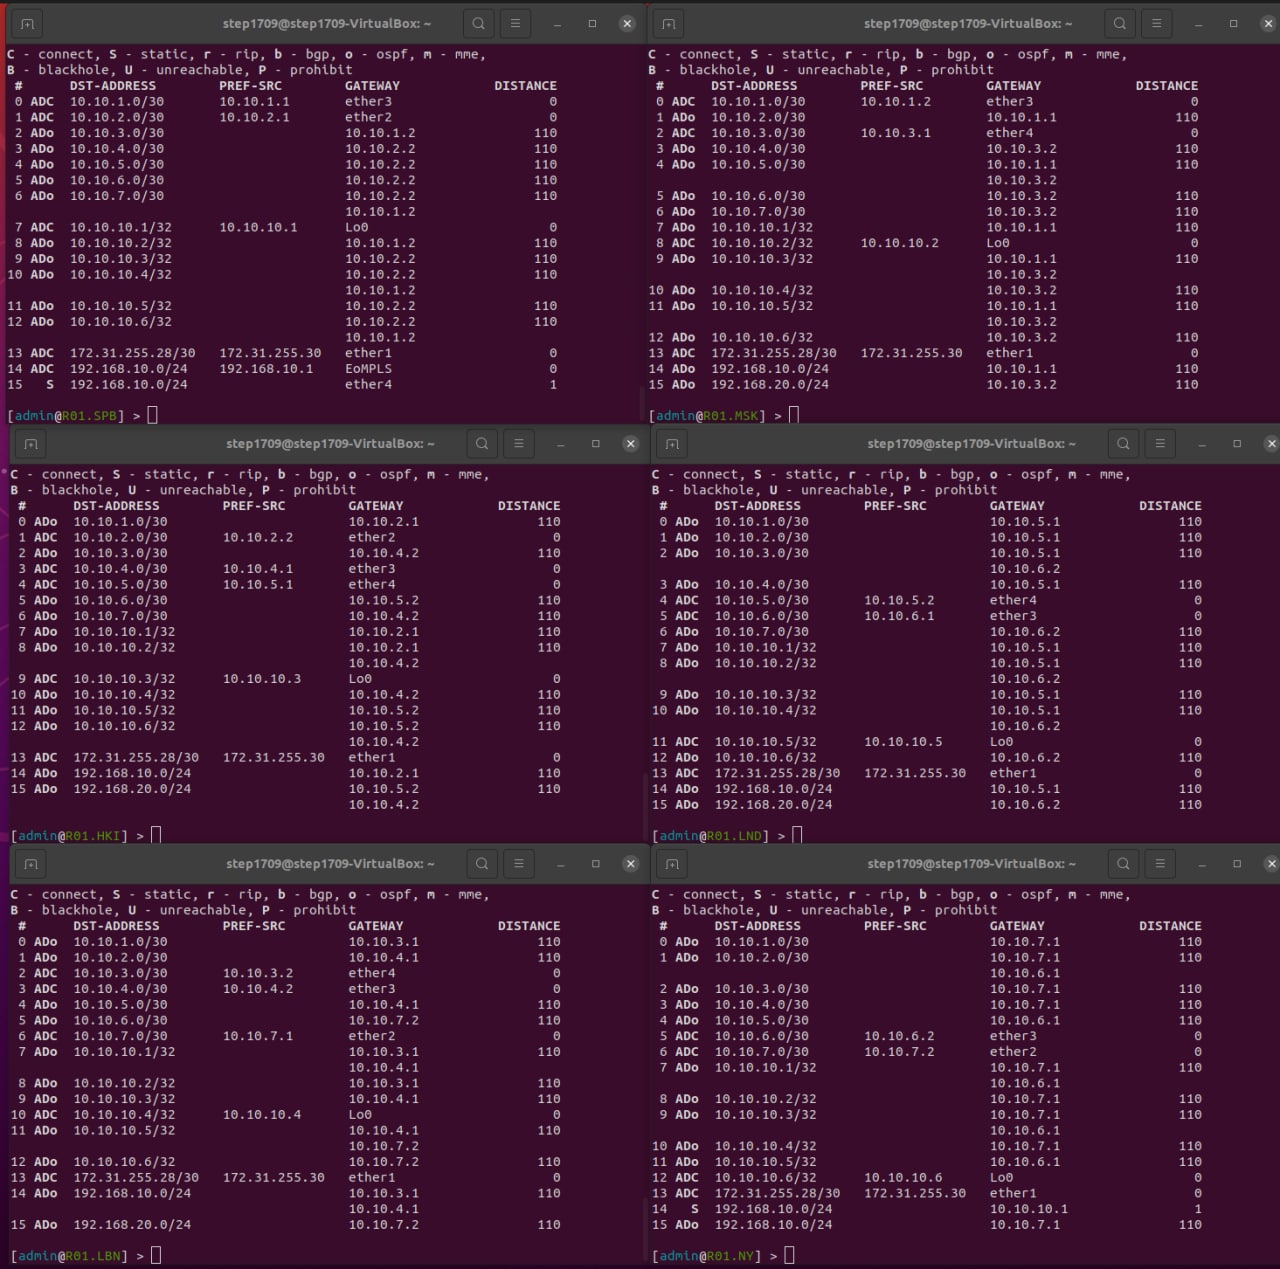 step1709@step1709-VirtualBox: ~
C - connect, S - static, r - rip, b - bgp, o - ospf, m - mme,
B - blackhole, U - unreachable, P - prohibit
# DST-ADDRESS PREF-SRC GATEWAY DISTANCE
0 ADC 10.10.1.0/30 10.10.1.1 ether3 0
1 ADC 10.10.2.0/30 10.10.2.1 ether2 0
2 ADo 10.10.3.0/30 10.10.1.2 110
3 ADo 10.10.4.0/30 10.10.2.2 110
4 ADo 10.10.5.0/30 10.10.2.2 110
5 ADo 10.10.6.0/30 10.10.2.2 110
6 ADo 10.10.7.0/30 10.10.2.2 110
10.10.1.2
7 ADC 10.10.10.1/32 10.10.10.1 Lo0 0
8 ADo 10.10.10.2/32 10.10.1.2 110
9 ADo 10.10.10.3/32 10.10.2.2 110
10 ADo 10.10.10.4/32 10.10.2.2 110
10.10.1.2
11 ADo 10.10.10.5/32 10.10.2.2 110
12 ADo 10.10.10.6/32 10.10.2.2 110
10.10.1.2
13 ADC 172.31.255.28/30 172.31.255.30 ether1 0
14 ADC 192.168.10.0/24 192.168.10.1 EoMPLS 0
15 S 192.168.10.0/24 ether4 1
[admin@R01.SPB] >
step1709@step1709-VirtualBox: ~
C - connect, S - static, r - rip, b - bgp, o - ospf, m - mme,
B - blackhole, U - unreachable, P - prohibit
# DST-ADDRESS PREF-SRC GATEWAY DISTANCE
0 ADC 10.10.1.0/30 10.10.1.2 ether3 0
1 ADo 10.10.2.0/30 10.10.1.1 110
2 ADC 10.10.3.0/30 10.10.3.1 ether4 0
3 ADo 10.10.4.0/30 10.10.3.2 110
4 ADo 10.10.5.0/30 10.10.1.1 110
10.10.3.2
5 ADo 10.10.6.0/30 10.10.3.2 110
6 ADo 10.10.7.0/30 10.10.3.2 110
7 ADo 10.10.10.1/32 10.10.1.1 110
8 ADC 10.10.10.2/32 10.10.10.2 Lo0 0
9 ADo 10.10.10.3/32 10.10.1.1 110
10.10.3.2
10 ADo 10.10.10.4/32 10.10.3.2 110
11 ADo 10.10.10.5/32 10.10.1.1 110
10.10.3.2
12 ADo 10.10.10.6/32 10.10.3.2 110
13 ADC 172.31.255.28/30 172.31.255.30 ether1 0
14 ADo 192.168.10.0/24 10.10.1.1 110
15 ADo 192.168.20.0/24 10.10.3.2 110
[admin@R01.MSK] >
step1709@step1709-VirtualBox: ~
C - connect, S - static, r - rip, b - bgp, o - ospf, m - mme,
B - blackhole, U - unreachable, P - prohibit
# DST-ADDRESS PREF-SRC GATEWAY DISTANCE
0 ADo 10.10.1.0/30 10.10.2.1 110
1 ADC 10.10.2.0/30 10.10.2.2 ether2 0
2 ADo 10.10.3.0/30 10.10.4.2 110
3 ADC 10.10.4.0/30 10.10.4.1 ether3 0
4 ADC 10.10.5.0/30 10.10.5.1 ether4 0
5 ADo 10.10.6.0/30 10.10.5.2 110
6 ADo 10.10.7.0/30 10.10.4.2 110
7 ADo 10.10.10.1/32 10.10.2.1 110
8 ADo 10.10.10.2/32 10.10.2.1 110
10.10.4.2
9 ADC 10.10.10.3/32 10.10.10.3 Lo0 0
10 ADo 10.10.10.4/32 10.10.4.2 110
11 ADo 10.10.10.5/32 10.10.5.2 110
12 ADo 10.10.10.6/32 10.10.5.2 110
10.10.4.2
13 ADC 172.31.255.28/30 172.31.255.30 ether1 0
14 ADo 192.168.10.0/24 10.10.2.1 110
15 ADo 192.168.20.0/24 10.10.5.2 110
10.10.4.2
[admin@R01.HKI] >
step1709@step1709-VirtualBox: ~
C - connect, S - static, r - rip, b - bgp, o - ospf, m - mme,
B - blackhole, U - unreachable, P - prohibit
# DST-ADDRESS PREF-SRC GATEWAY DISTANCE
0 ADo 10.10.1.0/30 10.10.5.1 110
1 ADo 10.10.2.0/30 10.10.5.1 110
2 ADo 10.10.3.0/30 10.10.5.1 110
10.10.6.2
3 ADo 10.10.4.0/30 10.10.5.1 110
4 ADC 10.10.5.0/30 10.10.5.2 ether4 0
5 ADC 10.10.6.0/30 10.10.6.1 ether3 0
6 ADo 10.10.7.0/30 10.10.6.2 110
7 ADo 10.10.10.1/32 10.10.5.1 110
8 ADo 10.10.10.2/32 10.10.5.1 110
10.10.6.2
9 ADo 10.10.10.3/32 10.10.5.1 110
10 ADo 10.10.10.4/32 10.10.5.1 110
10.10.6.2
11 ADC 10.10.10.5/32 10.10.10.5 Lo0 0
12 ADo 10.10.10.6/32 10.10.6.2 110
13 ADC 172.31.255.28/30 172.31.255.30 ether1 0
14 ADo 192.168.10.0/24 10.10.5.1 110
15 ADo 192.168.20.0/24 10.10.6.2 110
[admin@R01.LND] >
step1709@step1709-VirtualBox: ~
C - connect, S - static, r - rip, b - bgp, o - ospf, m - mme,
B - blackhole, U - unreachable, P - prohibit
# DST-ADDRESS PREF-SRC GATEWAY DISTANCE
0 ADo 10.10.1.0/30 10.10.3.1 110
1 ADo 10.10.2.0/30 10.10.4.1 110
2 ADC 10.10.3.0/30 10.10.3.2 ether4 0
3 ADC 10.10.4.0/30 10.10.4.2 ether3 0
4 ADo 10.10.5.0/30 10.10.4.1 110
5 ADo 10.10.6.0/30 10.10.7.2 110
6 ADC 10.10.7.0/30 10.10.7.1 ether2 0
7 ADo 10.10.10.1/32 10.10.3.1 110
10.10.4.1
8 ADo 10.10.10.2/32 10.10.3.1 110
9 ADo 10.10.10.3/32 10.10.4.1 110
10 ADC 10.10.10.4/32 10.10.10.4 Lo0 0
11 ADo 10.10.10.5/32 10.10.4.1 110
10.10.7.2
12 ADo 10.10.10.6/32 10.10.7.2 110
13 ADC 172.31.255.28/30 172.31.255.30 ether1 0
14 ADo 192.168.10.0/24 10.10.3.1 110
10.10.4.1
15 ADo 192.168.20.0/24 10.10.7.2 110
[admin@R01.LBN] >
step1709@step1709-VirtualBox: ~
C - connect, S - static, r - rip, b - bgp, o - ospf, m - mme,
B - blackhole, U - unreachable, P - prohibit
# DST-ADDRESS PREF-SRC GATEWAY DISTANCE
0 ADo 10.10.1.0/30 10.10.7.1 110
1 ADo 10.10.2.0/30 10.10.7.1 110
10.10.6.1
2 ADo 10.10.3.0/30 10.10.7.1 110
3 ADo 10.10.4.0/30 10.10.7.1 110
4 ADo 10.10.5.0/30 10.10.6.1 110
5 ADC 10.10.6.0/30 10.10.6.2 ether3 0
6 ADC 10.10.7.0/30 10.10.7.2 ether2 0
7 ADo 10.10.10.1/32 10.10.7.1 110
10.10.6.1
8 ADo 10.10.10.2/32 10.10.7.1 110
9 ADo 10.10.10.3/32 10.10.7.1 110
10.10.6.1
10 ADo 10.10.10.4/32 10.10.7.1 110
11 ADo 10.10.10.5/32 10.10.6.1 110
12 ADC 10.10.10.6/32 10.10.10.6 Lo0 0
13 ADC 172.31.255.28/30 172.31.255.30 ether1 0
14 S 192.168.10.0/24 10.10.10.1 1
15 ADo 192.168.10.0/24 10.10.7.1 110
[admin@R01.NY] >